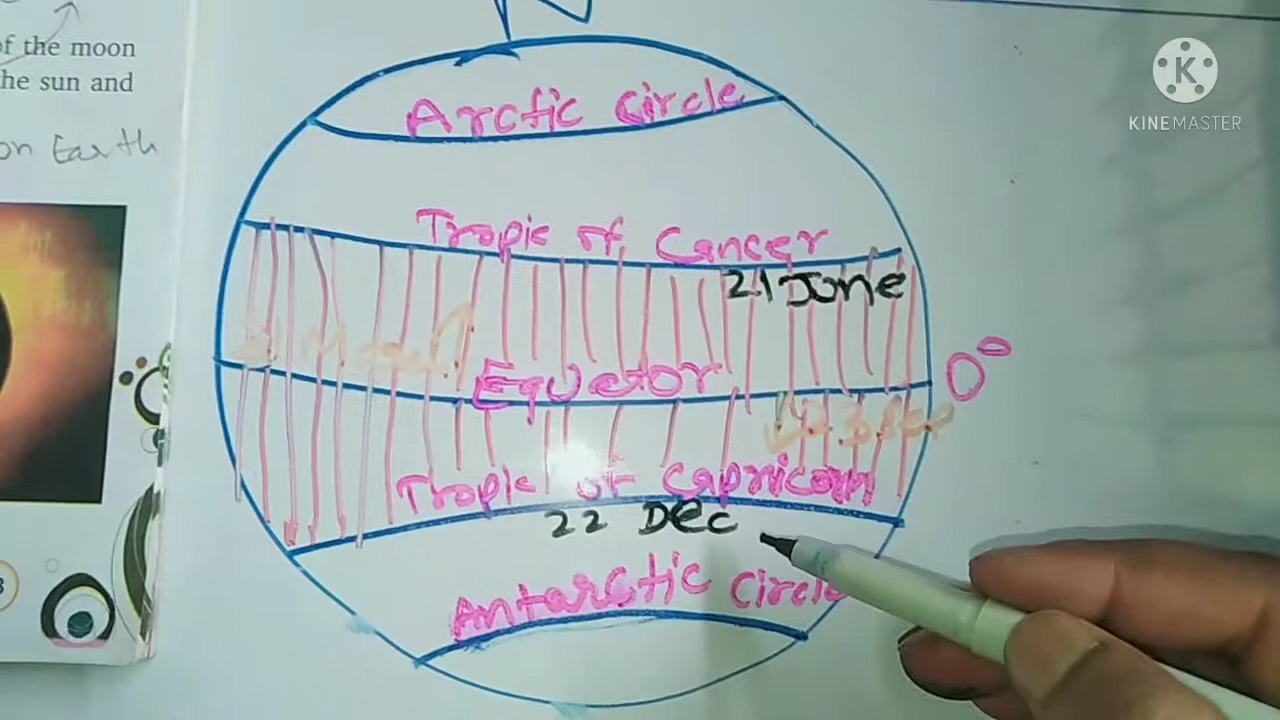 of the moon
he sun and
on Earth
K
KINEMASTER
Arctic Circle
Tropic of Cancer
21 June
Equator
0°
Tropic of Capricorn
22 Dec
Antarctic Circle